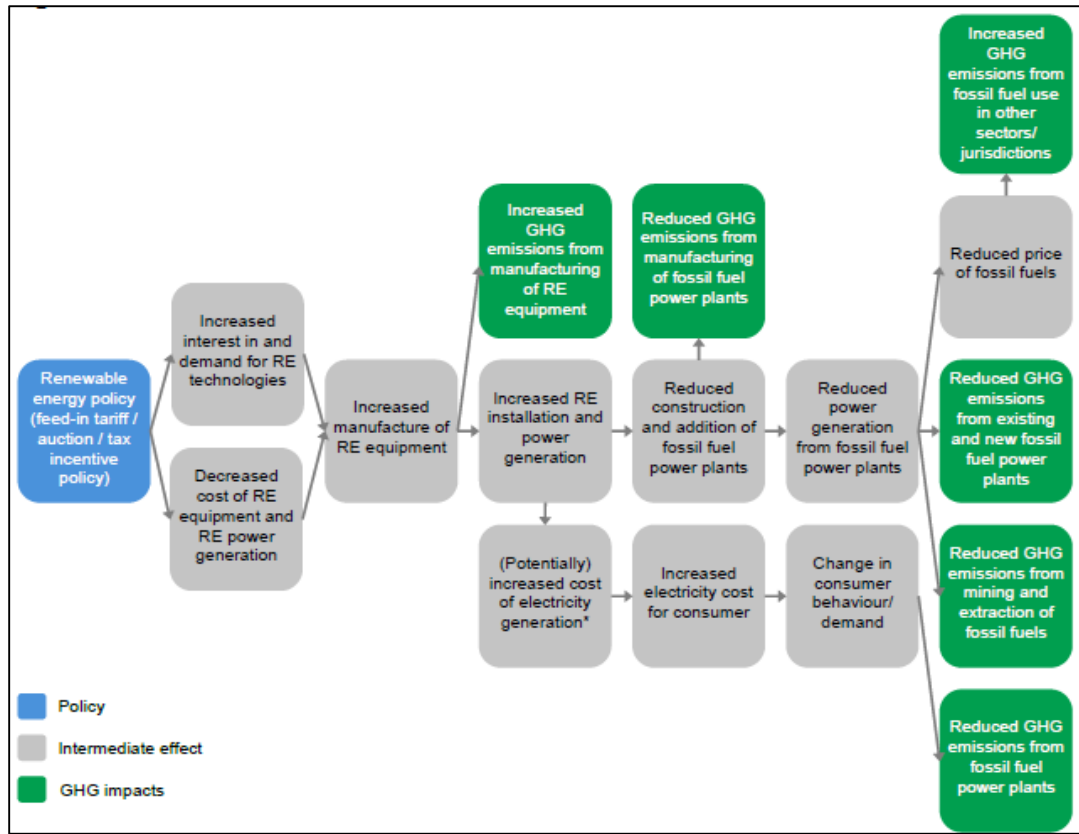 Increased
GHG
emissions from
fossil fuel use
in other
sectors/
jurisdictions
Increased
GHG
emissions from
manufacturing
of RE
equipment
Reduced GHG
emissions from
manufacturing
of fossil fuel
power plants
Reduced price
of fossil fuels
Increased
interest in and
demand for RE
technologies
Renewable
energy policy
(feed-in tariff /
auction / tax
incentive
policy)
Decreased
cost of RE
equipment and
RE power
generation
Increased
manufacture of
RE equipment
Increased RE
installation and
power
generation
Reduced
construction
and addition of
fossil fuel
power plants
Reduced
power
generation
from fossil fuel
power plants
Reduced GHG
emissions
from existing
and new fossil
fuel power
plants
(Potentially)
increased cost
of electricity
generation*
Increased
electricity cost
for consumer
Change in
consumer
behaviour/
demand
Reduced GHG
emissions from
mining and
extraction of
fossil fuels
Reduced GHG
emissions from
fossil fuel
power plants
Policy
Intermediate effect
GHG impacts